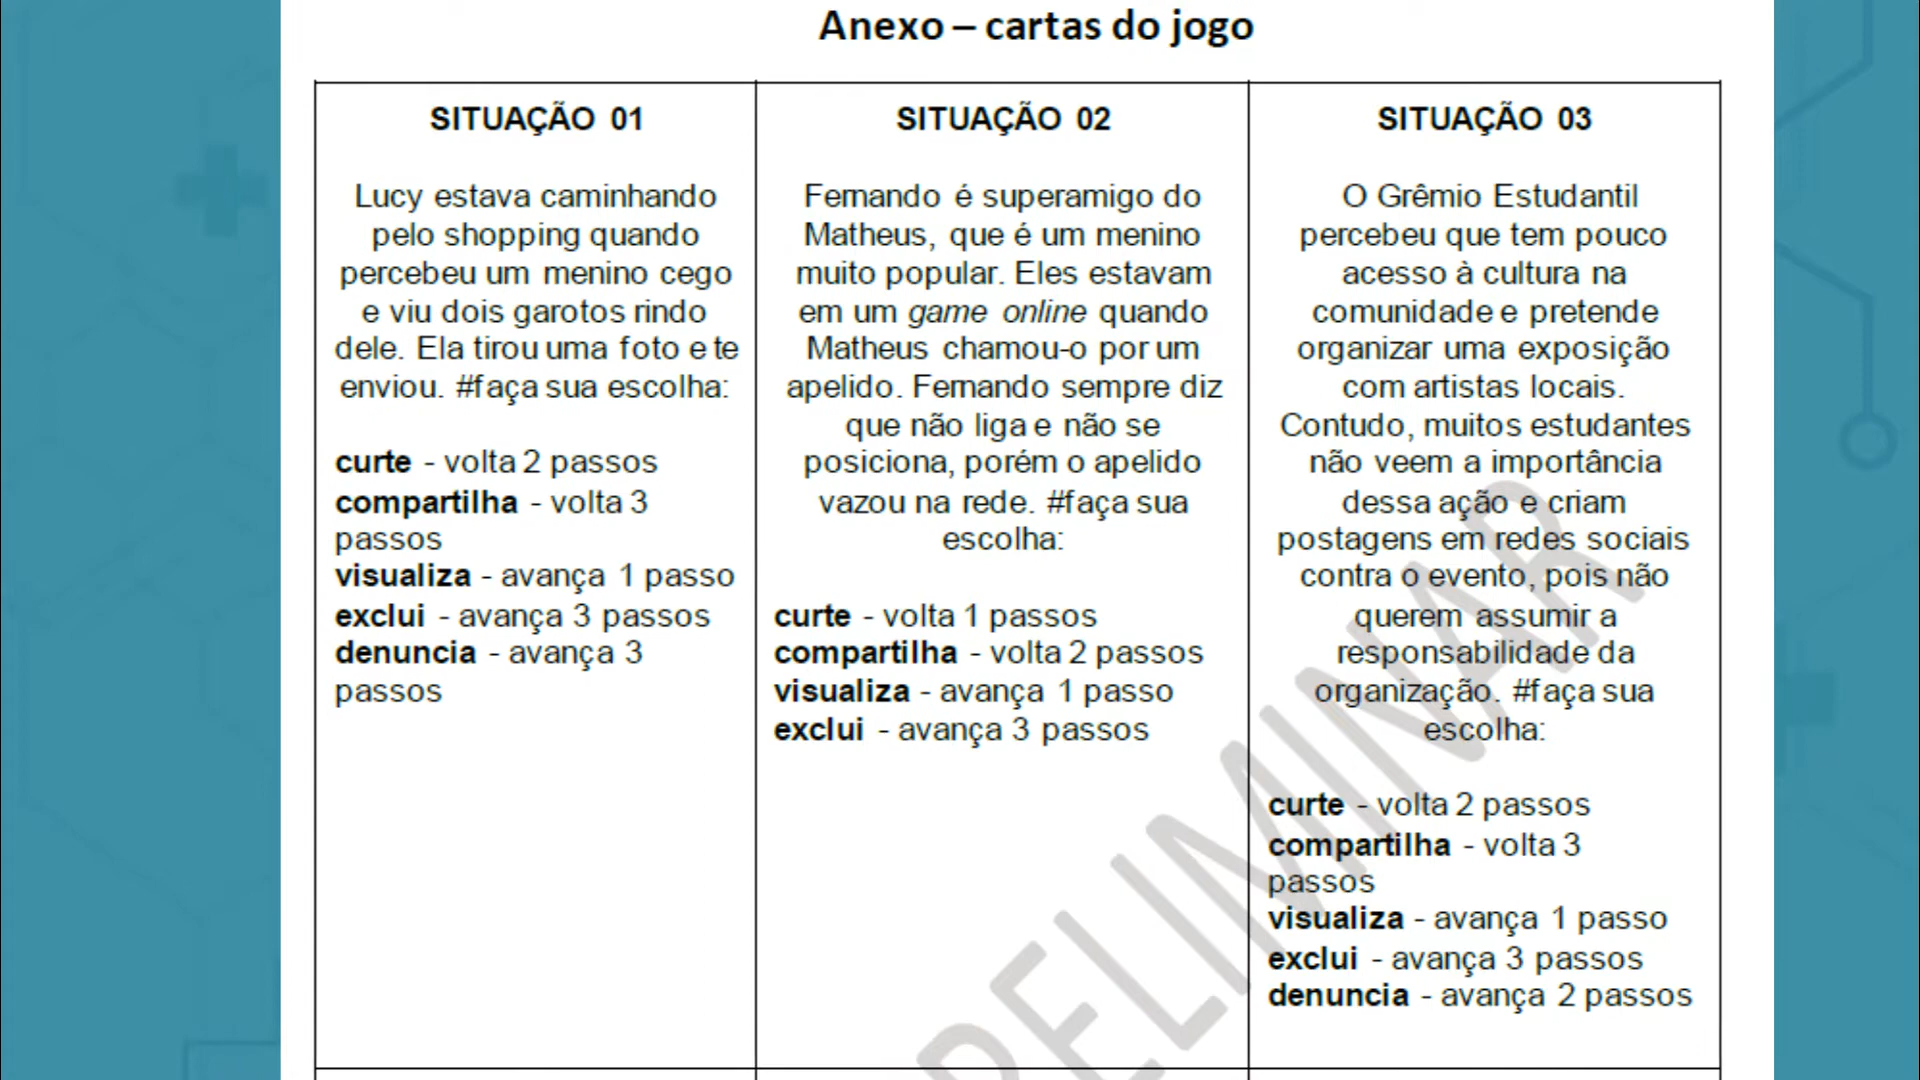 Anexo – cartas do jogo
SITUAÇÃO 01
Lucy estava caminhando
pelo shopping quando
percebeu um menino cego
e viu dois garotos rindo
dele. Ela tirou uma foto e te
enviou. #faça sua escolha:
curte - volta 2 passos
compartilha - volta 3
passos
visualiza - avança 1 passo
exclui - avança 3 passos
denuncia - avança 3
passos
SITUAÇÃO 02
Fernando é superamigo do
Matheus, que é um menino
muito popular. Eles estavam
em um game online quando
Matheus chamou-o por um
apelido. Fernando sempre diz
que não liga e não se
posiciona, porém o apelido
vazou na rede. #faça sua
escolha:
curte - volta 1 passos
compartilha - volta 2 passos
visualiza - avança 1 passo
exclui - avança 3 passos
SITUAÇÃO 03
O Grêmio Estudantil
percebeu que tem pouco
acesso à cultura na
comunidade e pretende
organizar uma exposição
com artistas locais.
Contudo, muitos estudantes
não veem a importância
dessa ação e criam
postagens em redes sociais
contra o evento, pois não
querem assumir a
responsabilidade da
organização. #faça sua
escolha:
curte - volta 2 passos
compartilha - volta 3
passos
visualiza - avança 1 passo
exclui - avança 3 passos
denuncia - avança 2 passos
RELIMINAR